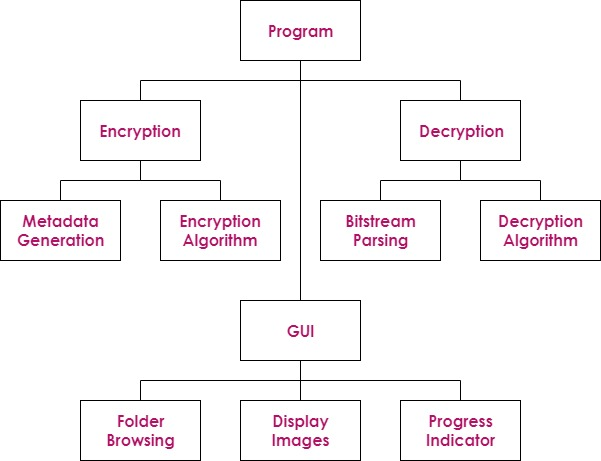 Program
Encryption
Decryption
Metadata
Generation
Encryption
Algorithm
Bitstream
Parsing
Decryption
Algorithm
GUI
Folder
Browsing
Display
Images
Progress
Indicator